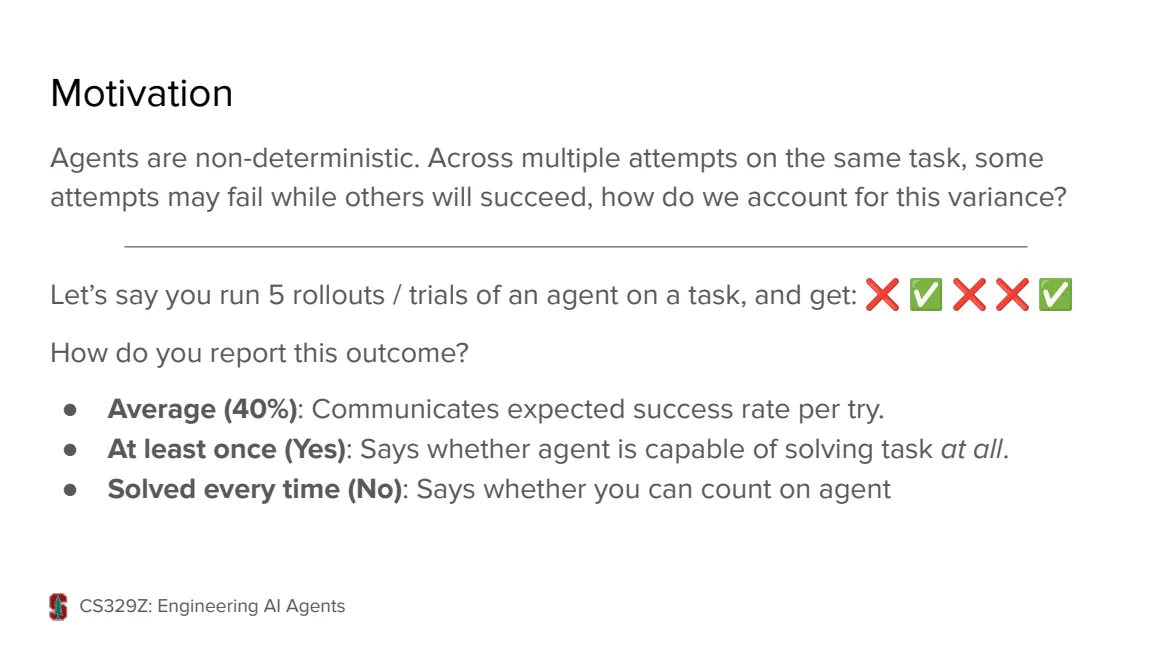 Motivation
Agents are non-deterministic. Across multiple attempts on the same task, some
attempts may fail while others will succeed, how do we account for this variance?
Let’s say you run 5 rollouts / trials of an agent on a task, and get: ❌ ✅ ❌ ❌ ✅
How do you report this outcome?
● Average (40%): Communicates expected success rate per try.
● At least once (Yes): Says whether agent is capable of solving task at all.
● Solved every time (No): Says whether you can count on agent
CS329Z: Engineering AI Agents